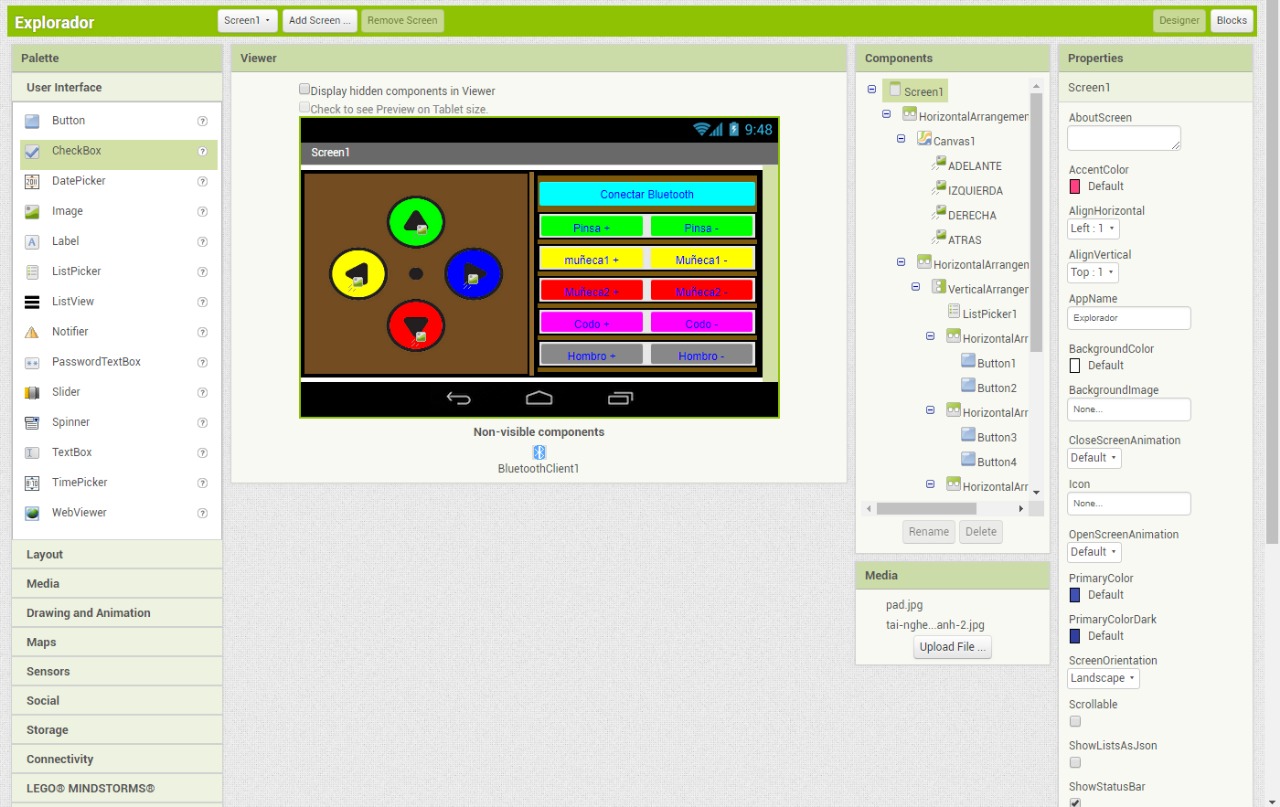 Explorador
Screen1
Add Screen ...
Remove Screen
Designer
Blocks
Palette
User Interface
Button
CheckBox
DatePicker
Image
Label
ListPicker
ListView
Notifier
PasswordTextBox
Slider
Spinner
TextBox
TimePicker
WebViewer
Layout
Media
Drawing and Animation
Maps
Sensors
Social
Storage
Connectivity
LEGO® MINDSTORMS®
Viewer
Display hidden components in Viewer
Check to see Preview on Tablet size.
9:48
Screen1
Conectar Bluetooth
Pinsa + Pinsa -
muñeca1 + Muñeca1 -
Muñeca2 + Muñeca2 -
Codo + Codo -
Hombro + Hombro -
Non-visible components
BluetoothClient1
Components
Screen1
HorizontalArrangemen
Canvas1
ADELANTE
IZQUIERDA
DERECHA
ATRAS
HorizontalArrangen
VerticalArranger
ListPicker1
HorizontalArr
Button1
Button2
HorizontalArr
Button3
Button4
HorizontalArr
Rename
Delete
Media
pad.jpg
tai-nghe...anh-2.jpg
Upload File ...
Properties
Screen1
AboutScreen
AccentColor
Default
AlignHorizontal
Left : 1
AlignVertical
Top : 1
AppName
Explorador
BackgroundColor
Default
BackgroundImage
None...
CloseScreenAnimation
Default
Icon
None...
OpenScreenAnimation
Default
PrimaryColor
Default
PrimaryColorDark
Default
ScreenOrientation
Landscape
Scrollable
ShowListsAsJson
ShowStatusBar